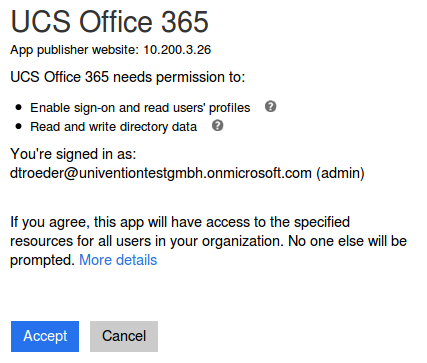 UCS Office 365
App publisher website: 10.200.3.26
UCS Office 365 needs permission to:
Enable sign-on and read users' profiles ?
Read and write directory data ?
You're signed in as:
dtroeder@univentiontestgmbh.onmicrosoft.com (admin)
If you agree, this app will have access to the specified
resources for all users in your organization. No one else will be
prompted. More details
Accept Cancel